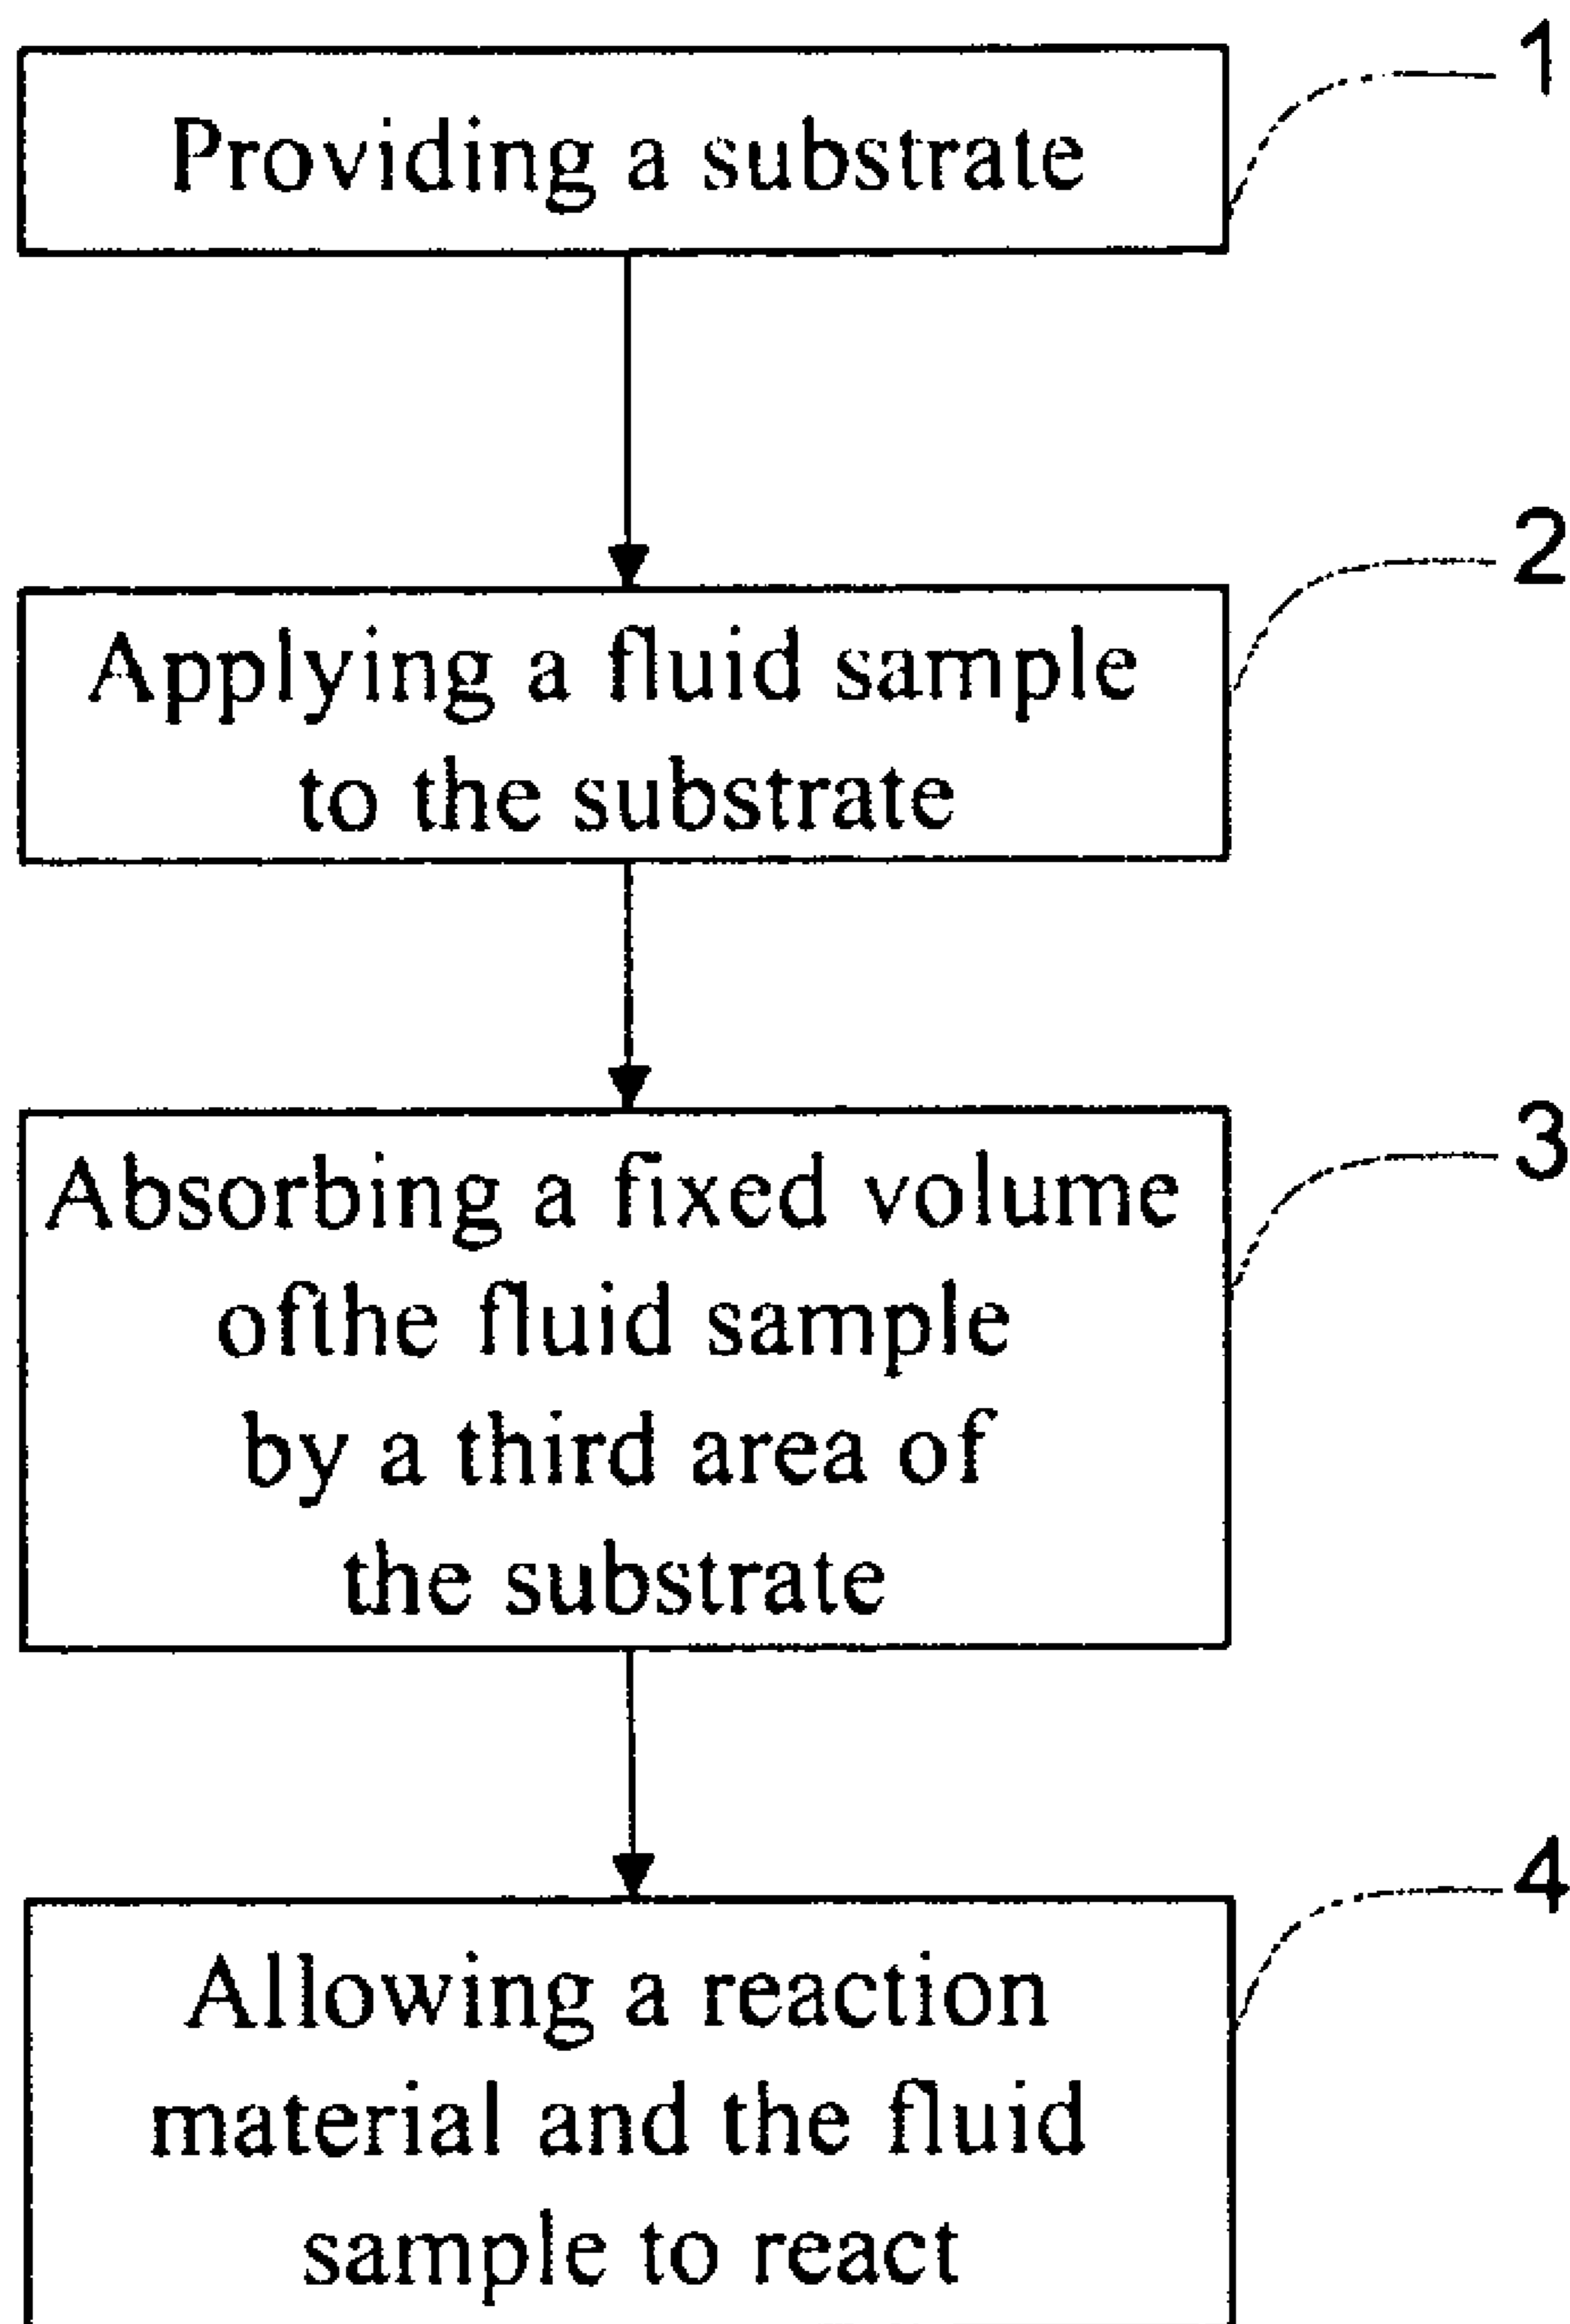 1
Providing a substrate
2
Applying a fluid sample
to the substrate
3
Absorbing a fixed volume
ofthe fluid sample
by a third area of
the substrate
4
Allowing a reaction
material and the fluid
sample to react